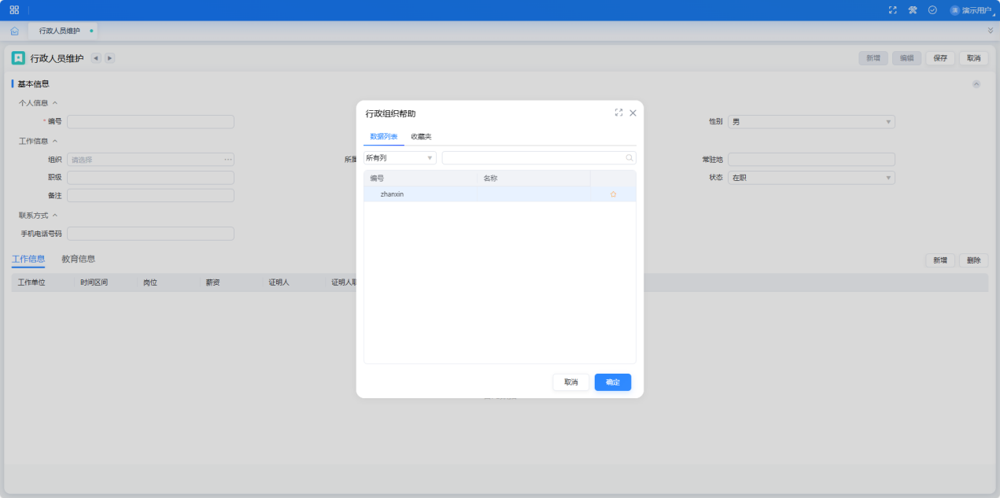 演 演示用户
行政人员维护
行政人员维护 新增 编辑 保存 取消
基本信息
个人信息
* 编号
性别 男
工作信息
组织 请选择
所属
常驻地
职级
状态 在职
备注
联系方式
手机电话号码
工作信息 教育信息 新增 删除
工作单位 时间区间 岗位 薪资 证明人 证明人
行政组织帮助
数据列表 收藏夹
所有列
编号 名称
zhanxin
取消 确定